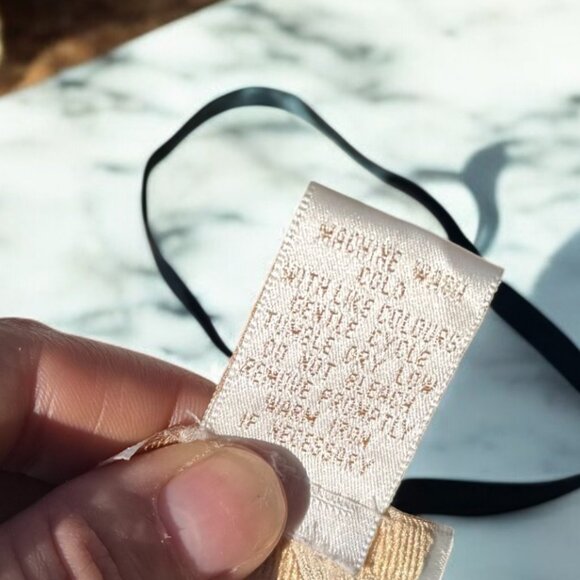 MACHINE WASH
COLD
WITH LIKE COLOURS
GENTLE CYCLE
TUMBLE DRY LOW
DO NOT BLEACH
REMOVE PROMPTLY
WARM IRON
IF NECESSARY